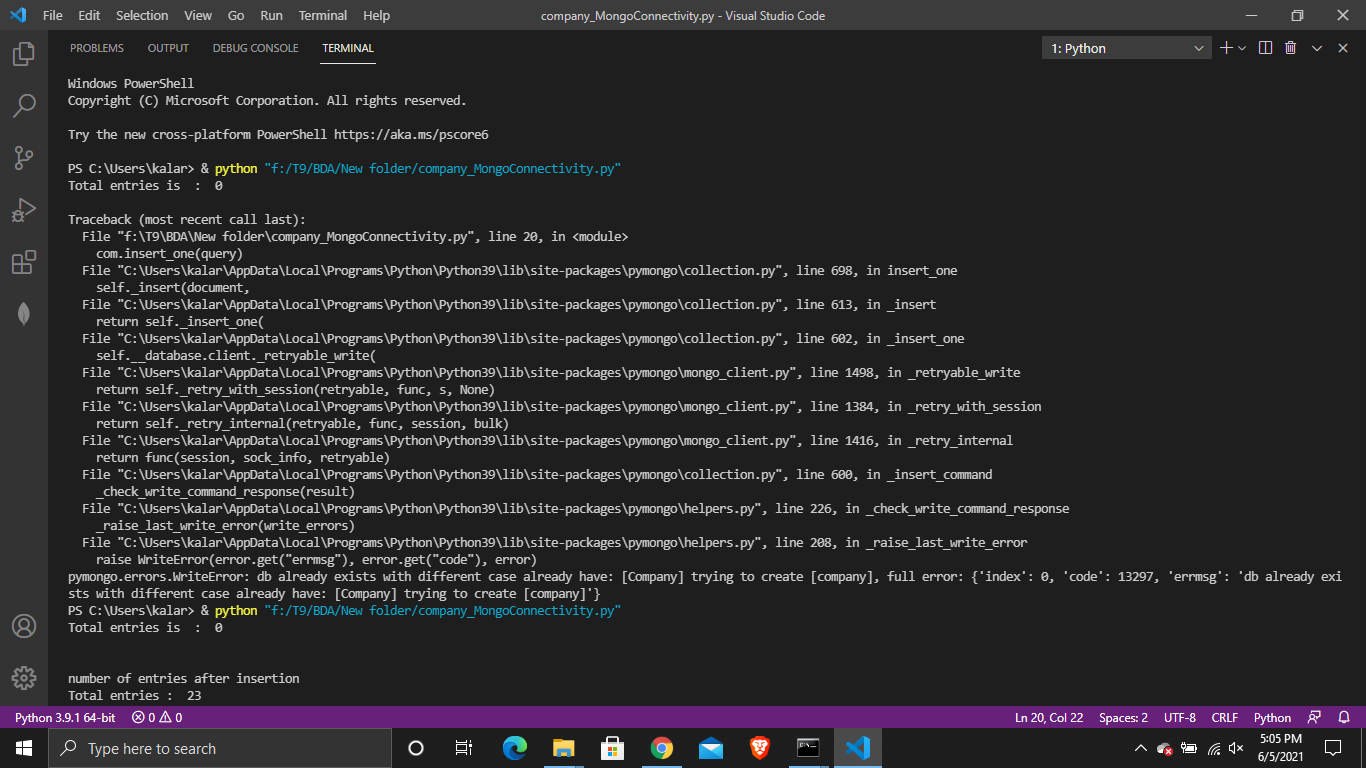 File Edit Selection View Go Run Terminal Help company_MongoConnectivity.py - Visual Studio Code
PROBLEMS OUTPUT DEBUG CONSOLE TERMINAL 1: Python
Windows PowerShell
Copyright (C) Microsoft Corporation. All rights reserved.
Try the new cross-platform PowerShell https://aka.ms/pscore6
PS C:\Users\kalar> & python "f:/T9/BDA/New folder/company_MongoConnectivity.py"
Total entries is  :  0
Traceback (most recent call last):
  File "f:\T9\BDA\New folder\company_MongoConnectivity.py", line 20, in <module>
    com.insert_one(query)
  File "C:\Users\kalar\AppData\Local\Programs\Python\Python39\lib\site-packages\pymongo\collection.py", line 698, in insert_one
    self._insert(document,
  File "C:\Users\kalar\AppData\Local\Programs\Python\Python39\lib\site-packages\pymongo\collection.py", line 613, in _insert
    return self._insert_one(
  File "C:\Users\kalar\AppData\Local\Programs\Python\Python39\lib\site-packages\pymongo\collection.py", line 602, in _insert_one
    self.__database.client._retryable_write(
  File "C:\Users\kalar\AppData\Local\Programs\Python\Python39\lib\site-packages\pymongo\mongo_client.py", line 1498, in _retryable_write
    return self._retry_with_session(retryable, func, s, None)
  File "C:\Users\kalar\AppData\Local\Programs\Python\Python39\lib\site-packages\pymongo\mongo_client.py", line 1384, in _retry_with_session
    return self._retry_internal(retryable, func, session, bulk)
  File "C:\Users\kalar\AppData\Local\Programs\Python\Python39\lib\site-packages\pymongo\mongo_client.py", line 1416, in _retry_internal
    return func(session, sock_info, retryable)
  File "C:\Users\kalar\AppData\Local\Programs\Python\Python39\lib\site-packages\pymongo\collection.py", line 600, in _insert_command
    _check_write_command_response(result)
  File "C:\Users\kalar\AppData\Local\Programs\Python\Python39\lib\site-packages\pymongo\helpers.py", line 226, in _check_write_command_response
    _raise_last_write_error(write_errors)
  File "C:\Users\kalar\AppData\Local\Programs\Python\Python39\lib\site-packages\pymongo\helpers.py", line 208, in _raise_last_write_error
    raise WriteError(error.get("errmsg"), error.get("code"), error)
pymongo.errors.WriteError: db already exists with different case already have: [Company] trying to create [company], full error: {'index': 0, 'code': 13297, 'errmsg': 'db already exi
sts with different case already have: [Company] trying to create [company]'}
PS C:\Users\kalar> & python "f:/T9/BDA/New folder/company_MongoConnectivity.py"
Total entries is  :  0
number of entries after insertion
Total entries :  23
Python 3.9.1 64-bit 0 0 Ln 20, Col 22 Spaces: 2 UTF-8 CRLF Python
Type here to search
5:05 PM
6/5/2021